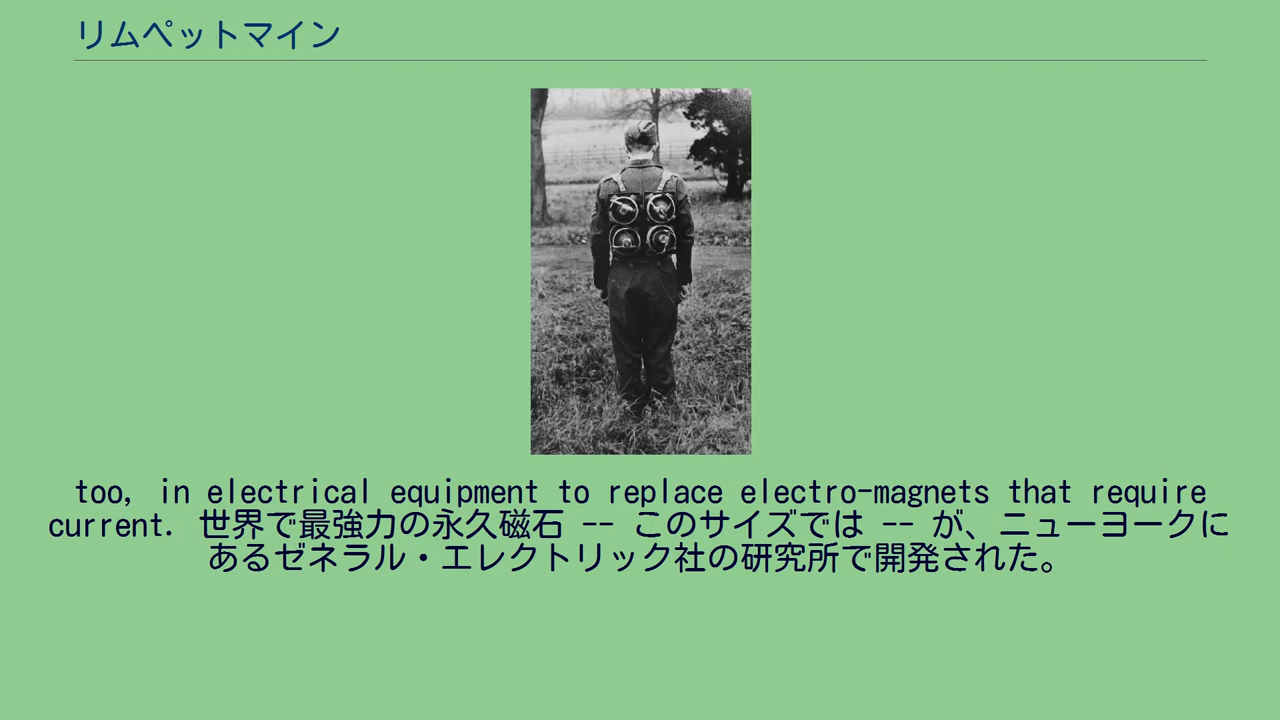 リムペットマイン
too, in electrical equipment to replace electro-magnets that require
current. 世界で最強力の永久磁石 -- このサイズでは -- が、ニューヨークに
あるゼネラル・エレクトリック社の研究所で開発された。